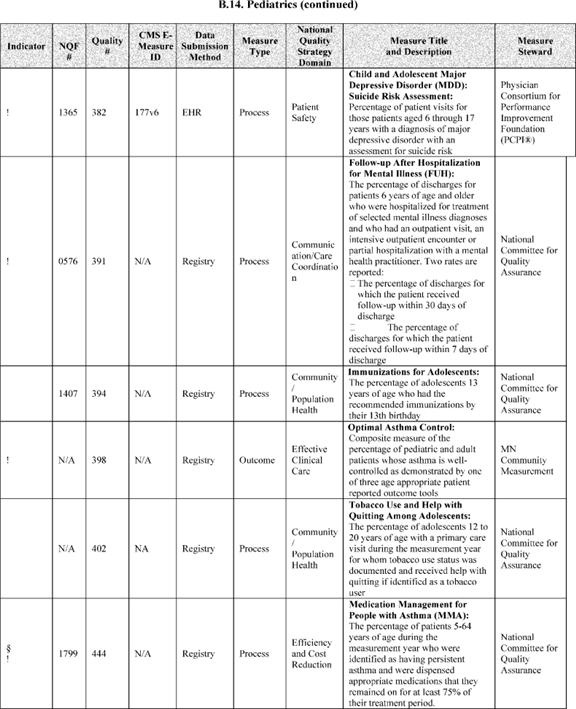 B.14. Pediatrics (continued)
Indicator
NQF
#
Quality
#
CMS E-
Measure
ID
Data
Submission
Method
Measure
Type
National
Quality
Strategy
Domain
Measure Title
and Description
Measure
Steward
!
1365
382
177v6
EHR
Process
Patient
Safety
Child and Adolescent Major
Depressive Disorder (MDD):
Suicide Risk Assessment:
Percentage of patient visits for
those patients aged 6 through 17
years with a diagnosis of major
depressive disorder with an
assessment for suicide risk
Physician
Consortium for
Performance
Improvement
Foundation
(PCPI®)
!
0576
391
N/A
Registry
Process
Communic
ation/Care
Coordinatio
n
Follow-up After Hospitalization
for Mental Illness (FUH):
The percentage of discharges for
patients 6 years of age and older
who were hospitalized for treatment
of selected mental illness diagnoses
and who had an outpatient visit, an
intensive outpatient encounter or
partial hospitalization with a mental
health practitioner. Two rates are
reported:
The percentage of discharges for
which the patient received
follow-up within 30 days of
discharge
The percentage of
discharges for which the patient
received follow-up within 7 days of
discharge
National
Committee for
Quality
Assurance
1407
394
N/A
Registry
Process
Community
/
Population
Health
Immunizations for Adolescents:
The percentage of adolescents 13
years of age who had the
recommended immunizations by
their 13th birthday
National
Committee for
Quality
Assurance
!
N/A
398
N/A
Registry
Outcome
Effective
Clinical
Care
Optimal Asthma Control:
Composite measure of the
percentage of pediatric and adult
patients whose asthma is well-
controlled as demonstrated by one
of three age appropriate patient
reported outcome tools
MN
Community
Measurement
N/A
402
NA
Registry
Process
Community
/
Population
Health
Tobacco Use and Help with
Quitting Among Adolescents:
The percentage of adolescents 12 to
20 years of age with a primary care
visit during the measurement year
for whom tobacco use status was
documented and received help with
quitting if identified as a tobacco
user
National
Committee for
Quality
Assurance
§
!
1799
444
N/A
Registry
Process
Efficiency
and Cost
Reduction
Medication Management for
People with Asthma (MMA):
The percentage of patients 5-64
years of age during the
measurement year who were
identified as having persistent
asthma and were dispensed
appropriate medications that they
remained on for at least 75% of
their treatment period.
National
Committee for
Quality
Assurance